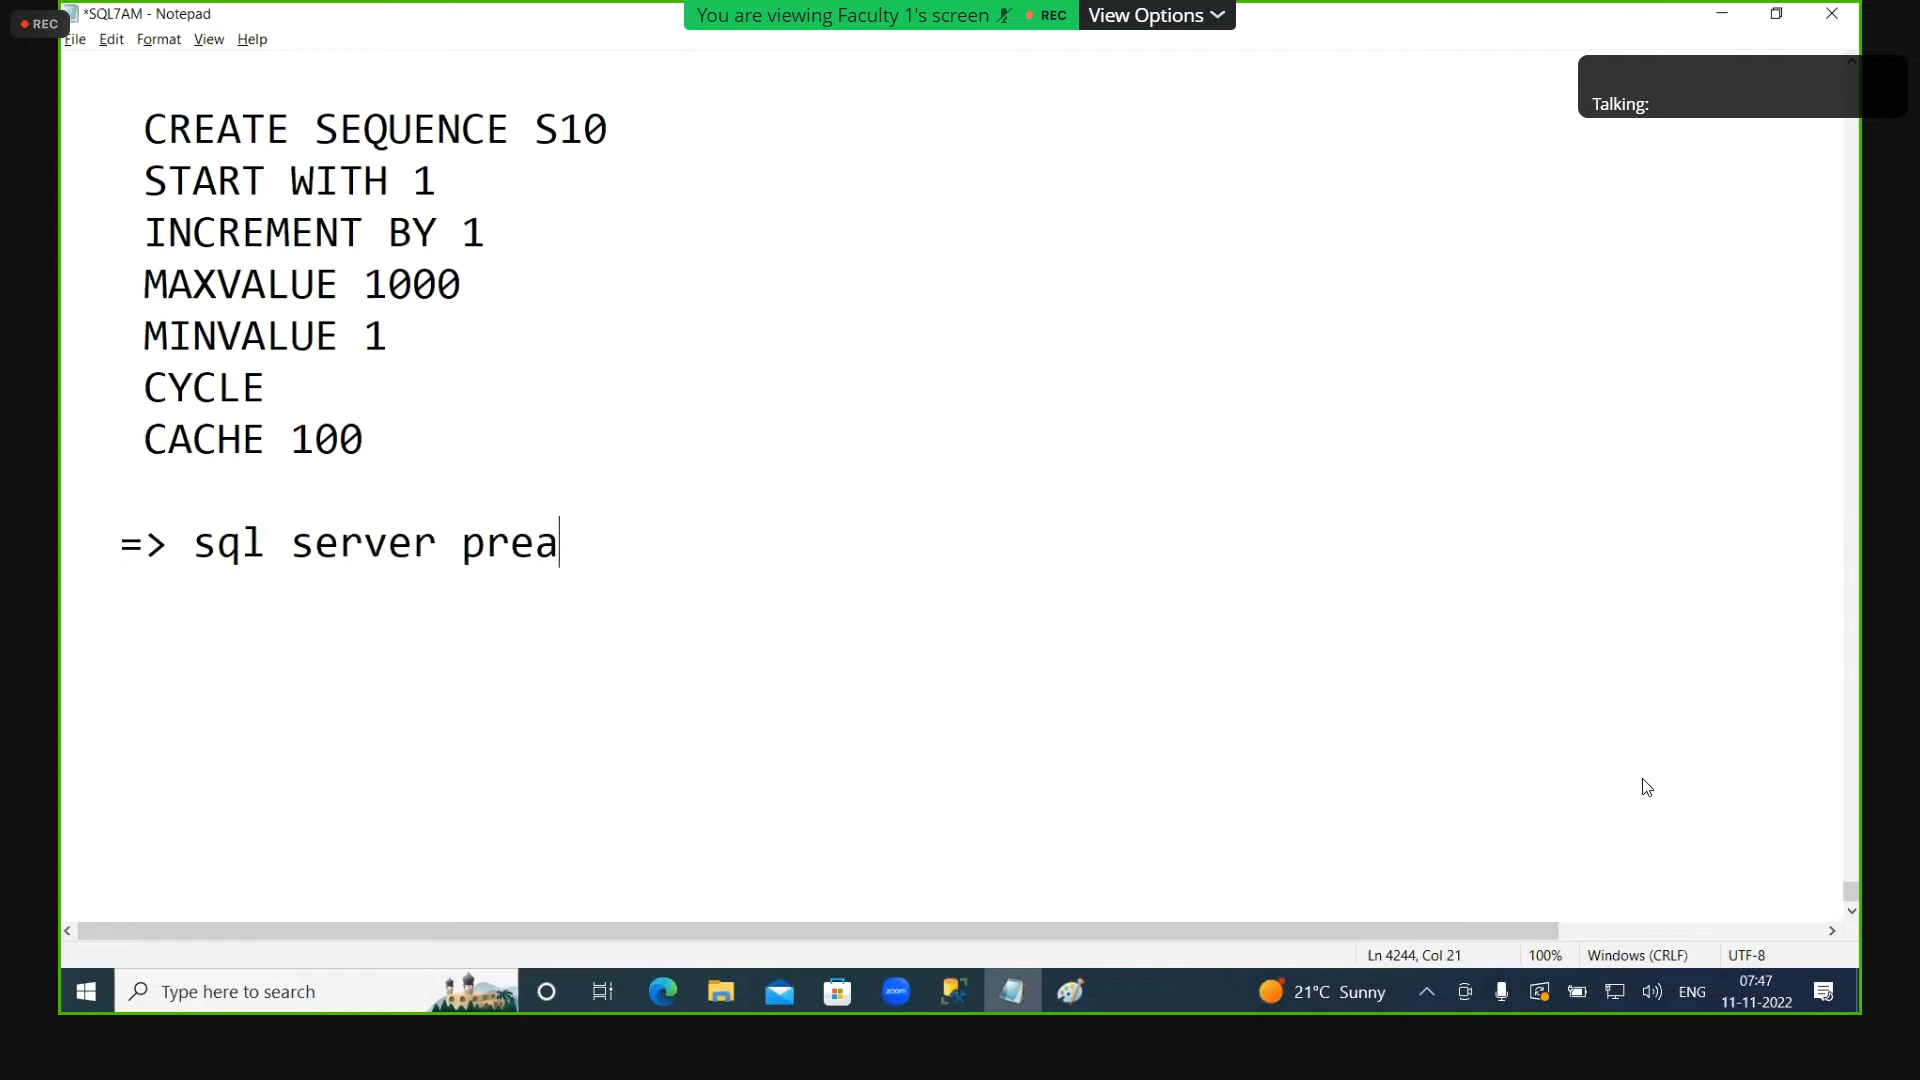 REC
*SQL7AM - Notepad
You are viewing Faculty 1's screen
REC
View Options
File Edit Format View Help
Talking:
CREATE SEQUENCE S10
START WITH 1
INCREMENT BY 1
MAXVALUE 1000
MINVALUE 1
CYCLE
CACHE 100
=> sql server prea
Ln 4244, Col 21
100%
Windows (CRLF)
UTF-8
Type here to search
zoom
21°C Sunny
ENG
07:47
11-11-2022